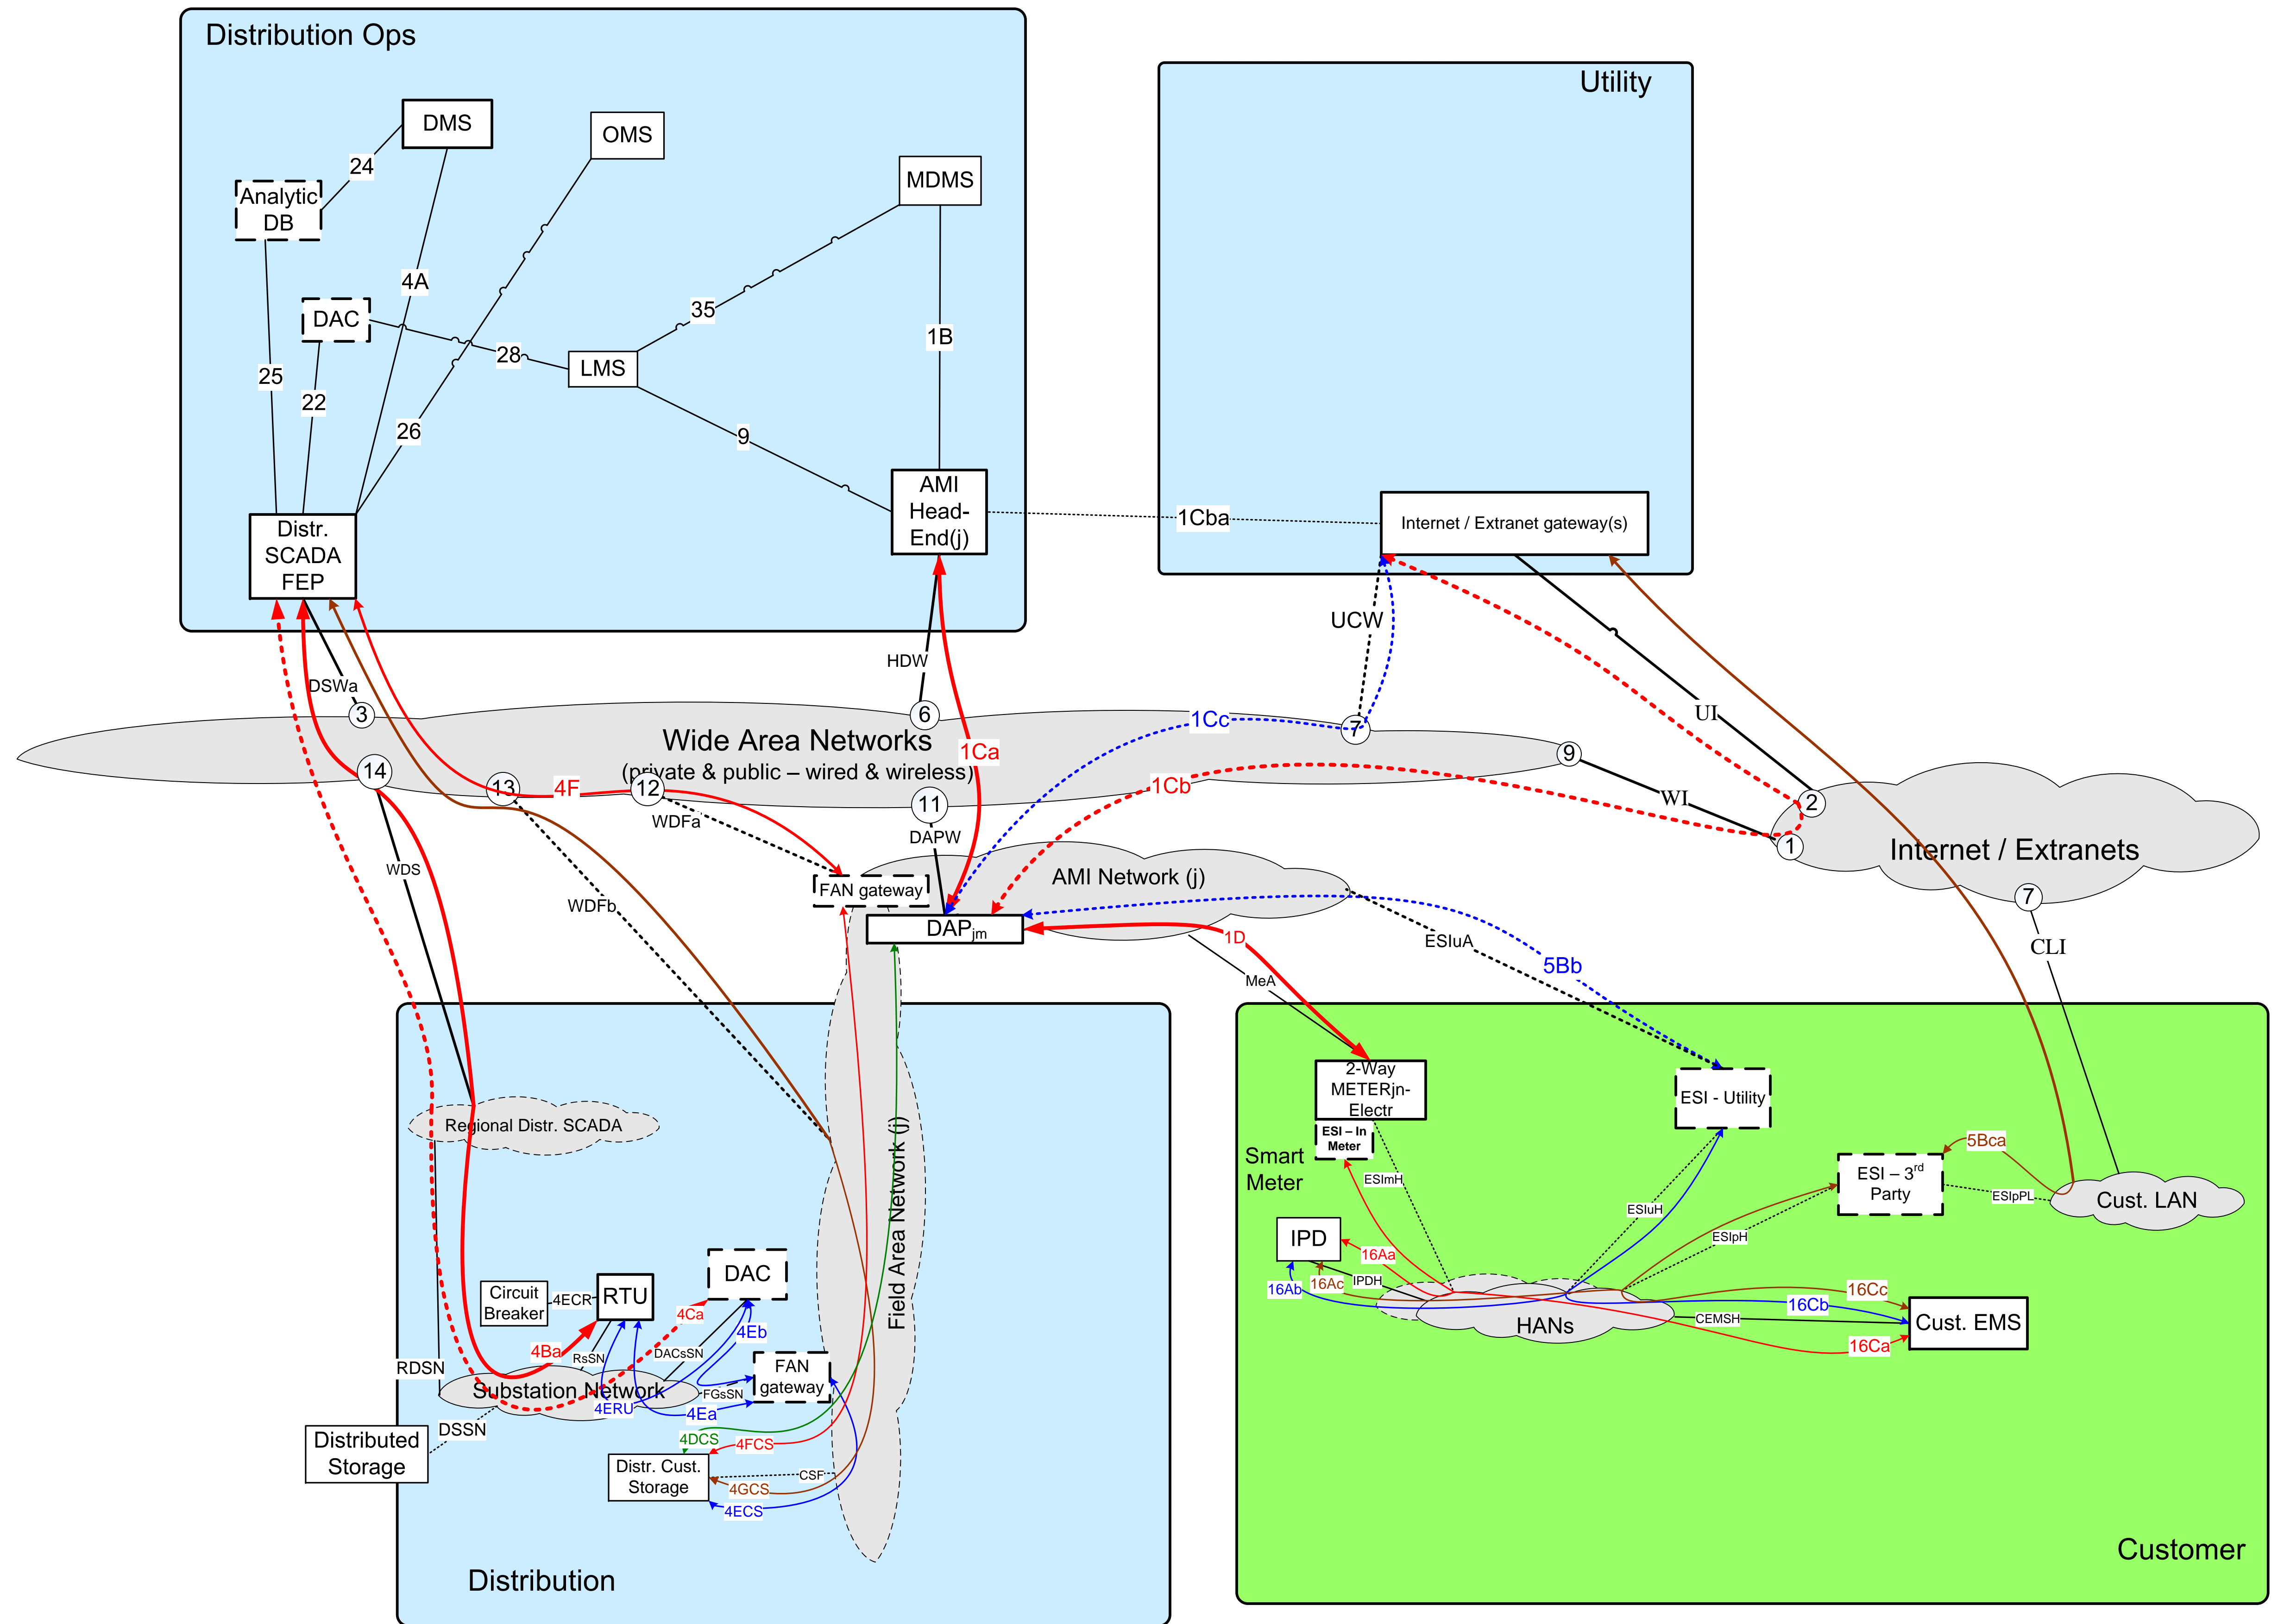 Distribution Ops
Utility
DMS
OMS
24
MDMS
Analytic
DB
4A
DAC
35
28
1B
LMS
25
22
26
9
AMI
Head-
End(j)
1Cba
Internet / Extranet gateway(s)
Distr.
SCADA
FEP
UCW
HDW
DSWa
3
6
7
1Cc
UI
Wide Area Networks
(private & public – wired & wireless)
1Ca
9
14
13
4F
12
1Cb
WI
2
11
1
WDFa
DAPW
Internet / Extranets
WDS
AMI Network (j)
FAN gateway
7
WDFb
DAPjm
1D
ESIuA
CLI
5Bb
MeA
2-Way
METERjn-
Electr
ESI - Utility
Regional Distr. SCADA
ESI – In
Meter
5Bca
Smart
Meter
ESImH
ESI – 3rd
Party
ESIpPL
Cust. LAN
Field Area Network (j)
ESIuH
IPD
ESIpH
16Aa
DAC
Circuit
Breaker
4ECR
RTU
IPDH
16Ab
16Ac
16Cc
16Cb
4Ca
HANs
CEMSH
Cust. EMS
4Eb
16Ca
4Ba
RsSN
DACsSN
RDSN
FAN
gateway
Substation Network
FGsSN
4ERU
4Ea
DSSN
Distributed
Storage
4DCS
4FCS
Distr. Cust.
Storage
CSF
4GCS
4ECS
Customer
Distribution